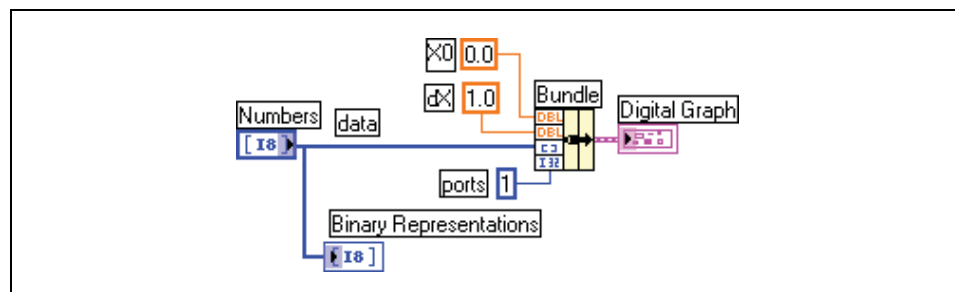 X0 0.0
dX 1.0
Bundle
Numbers
data
Digital Graph
[I8]
DBL
DBL
[ ]
I32
ports 1
Binary Representations
[I8]